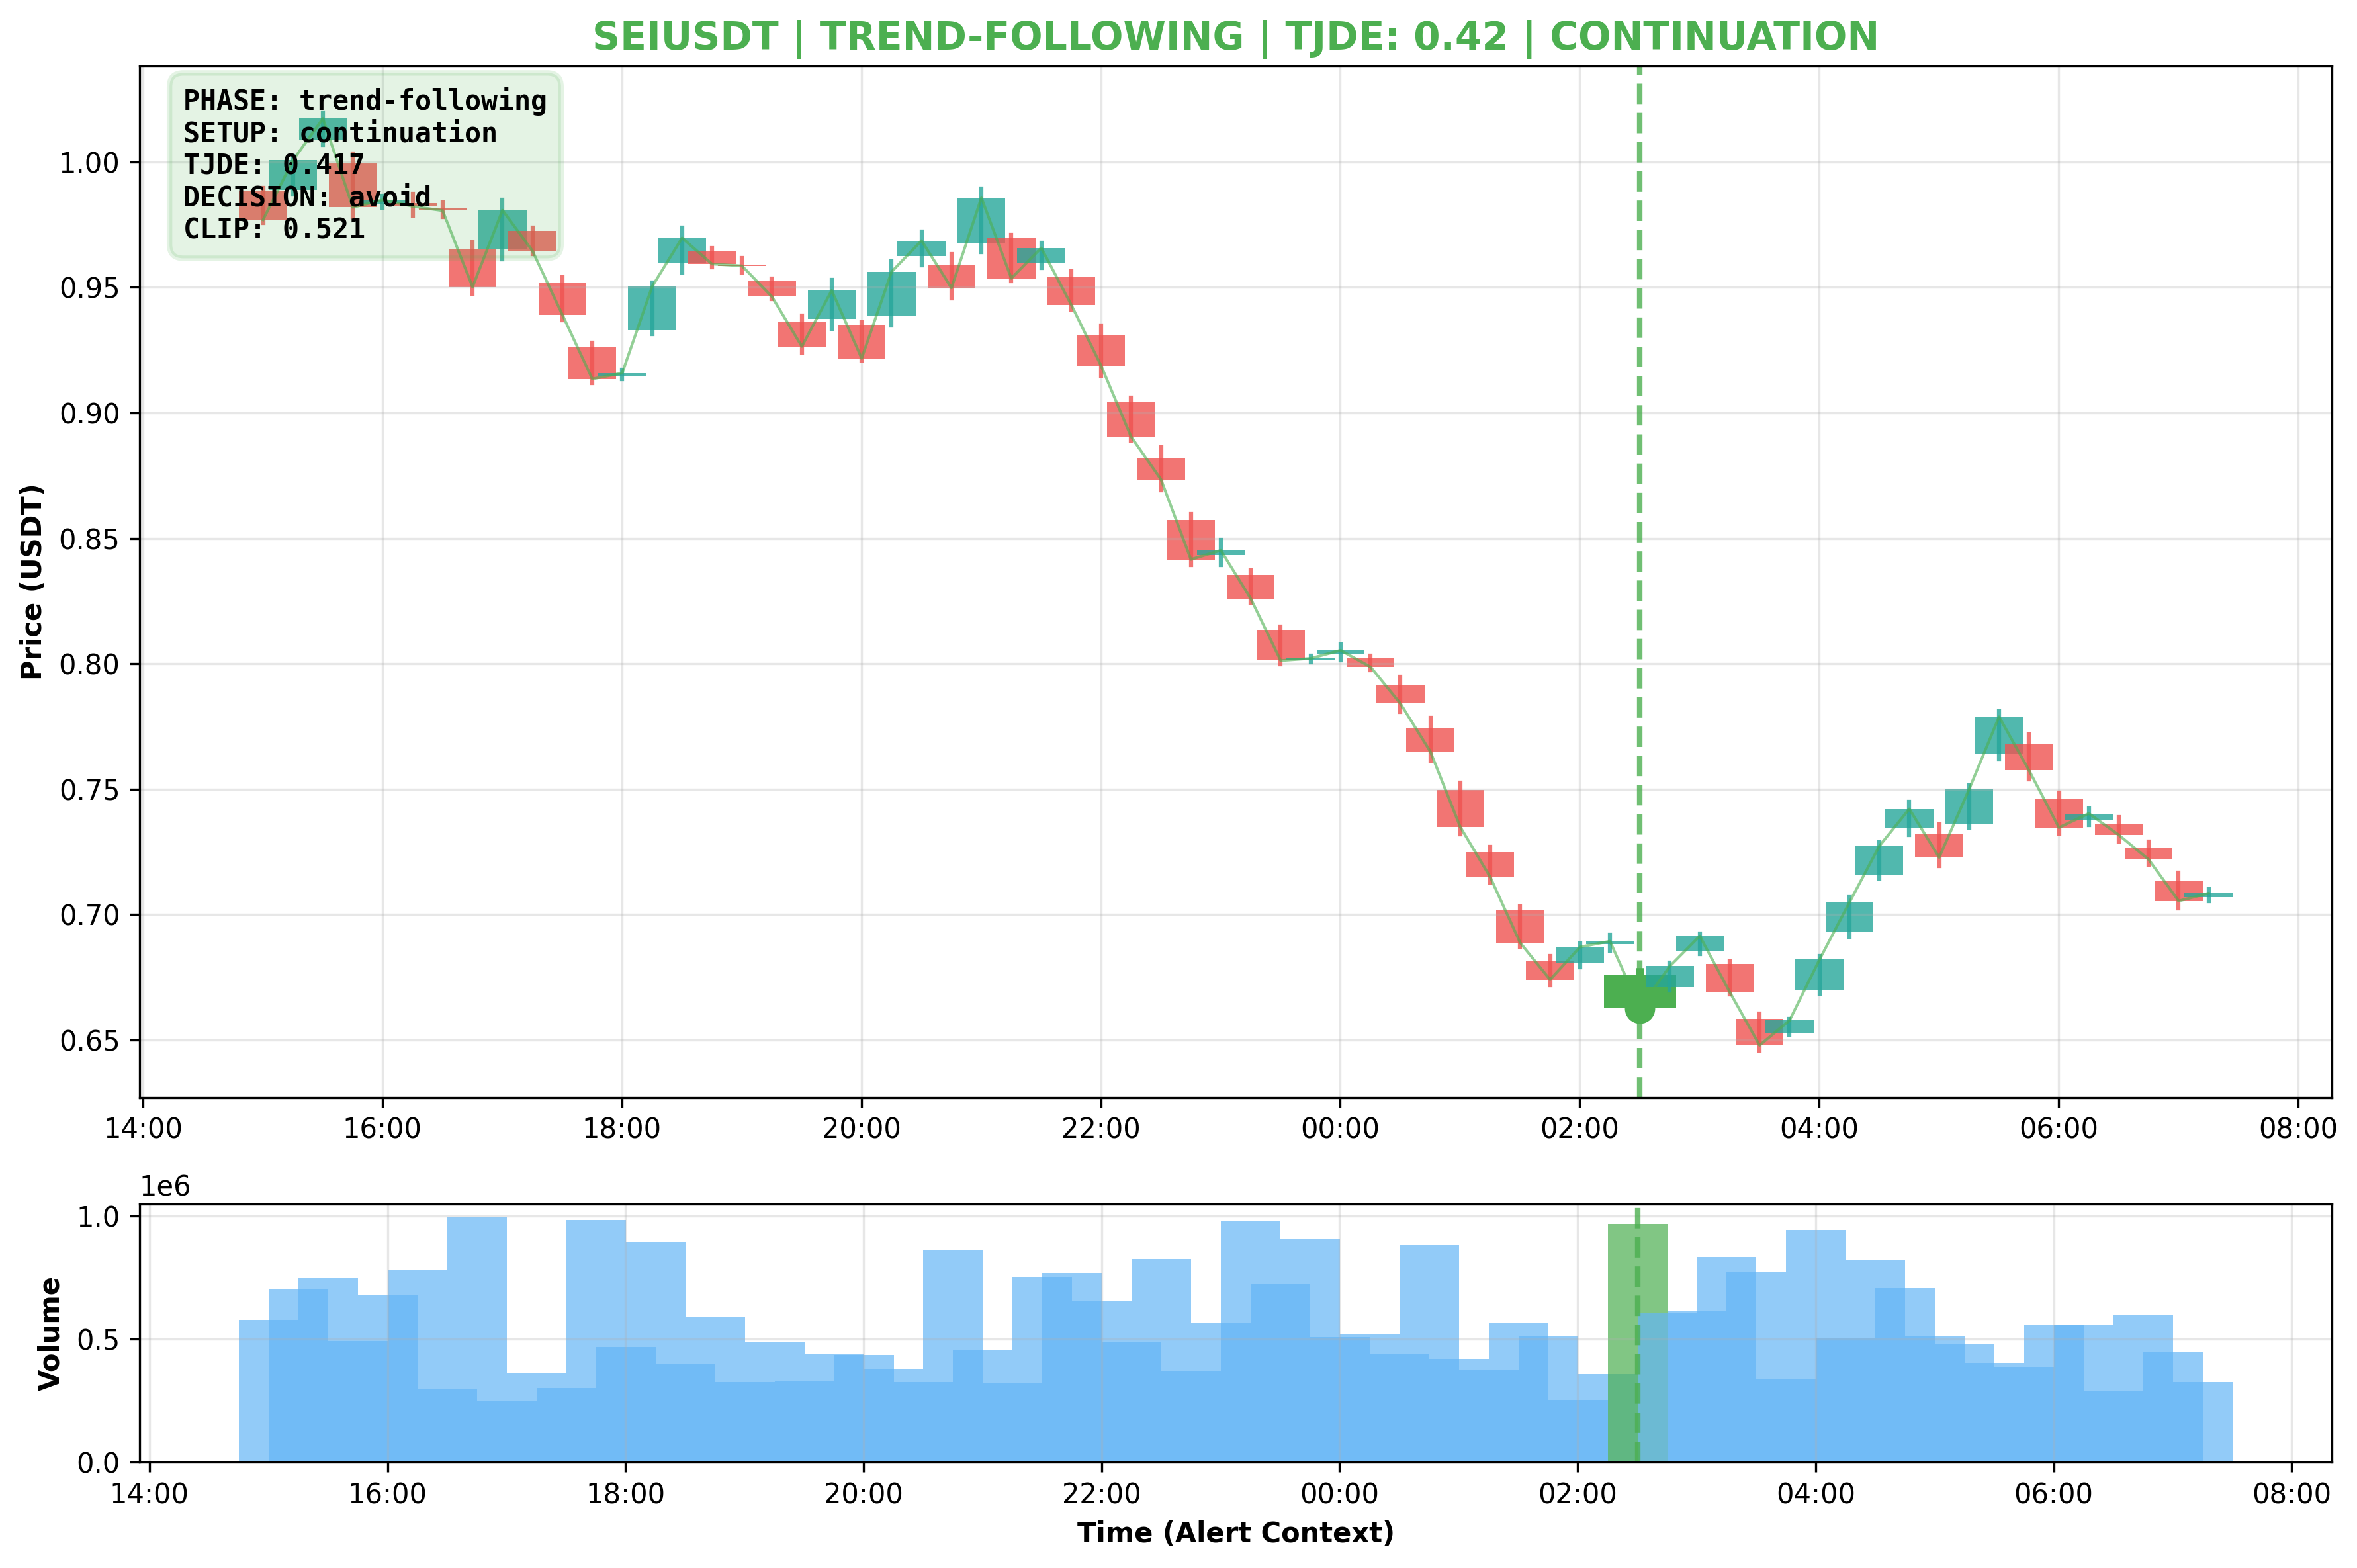 SEIUSDT | TREND-FOLLOWING | TJDE: 0.42 | CONTINUATION
PHASE: trend-following
SETUP: continuation
TJDE: 0.417
DECISION: avoid
CLIP: 0.521
Price (USDT)
1.00
0.95
0.90
0.85
0.80
0.75
0.70
0.65
14:00 16:00 18:00 20:00 22:00 00:00 02:00 04:00 06:00 08:00
1e6
Volume
1.0
0.5
0.0
14:00 16:00 18:00 20:00 22:00 00:00 02:00 04:00 06:00 08:00
Time (Alert Context)